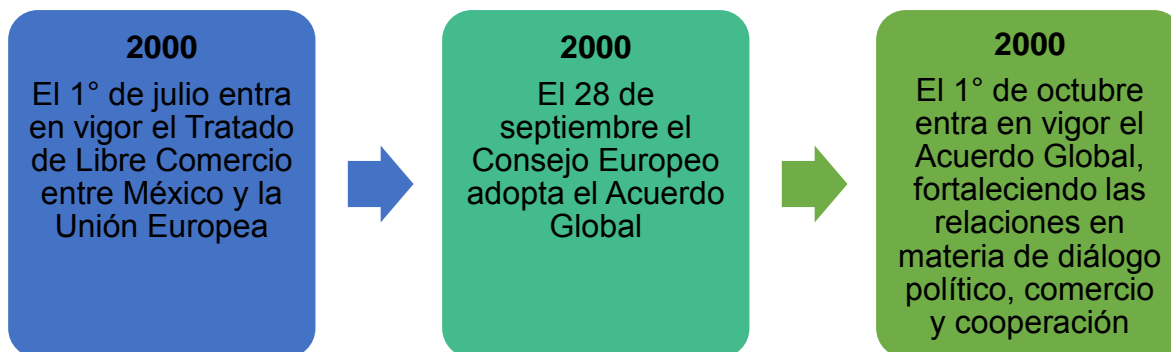 2000
El 1° de julio entra
en vigor el Tratado
de Libre Comercio
entre México y la
Unión Europea
2000
El 28 de
septiembre el
Consejo Europeo
adopta el Acuerdo
Global
2000
El 1° de octubre
entra en vigor el
Acuerdo Global,
fortaleciendo las
relaciones en
materia de diálogo
político, comercio
y cooperación